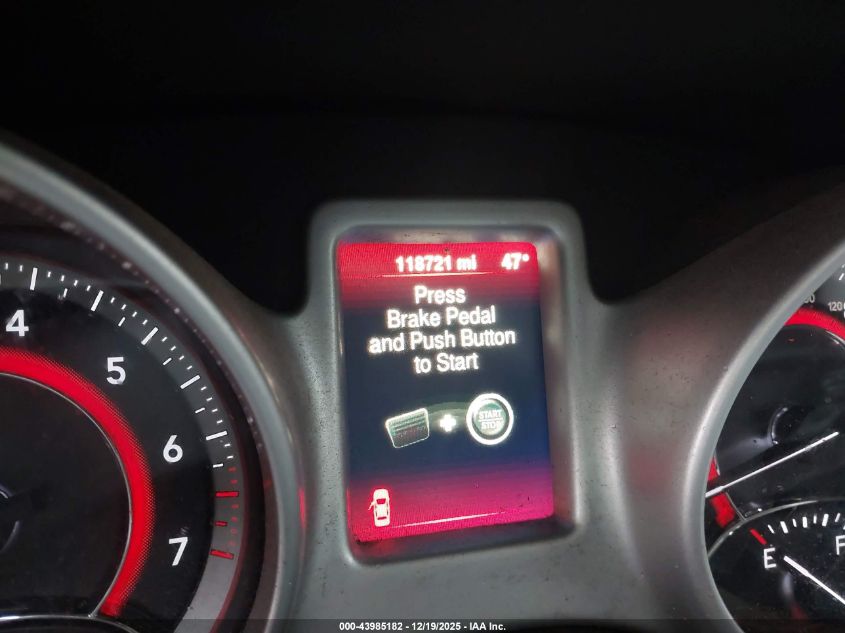 118721 mi 47°
Press
Brake Pedal
and Push Button
to Start
START
STOP
4
5
6
7
120
E
F
000-43985182 - 12/19/2025 - IAA Inc.